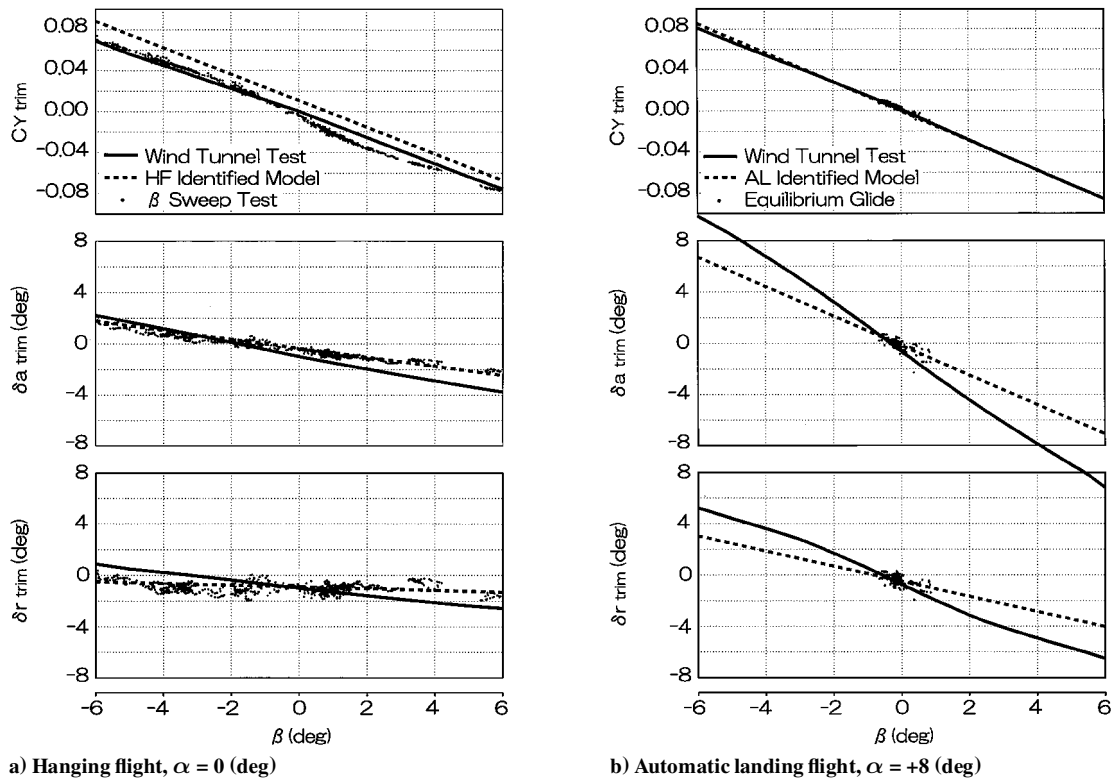 0.08
0.04
0.00
-0.04
-0.08
CY trim
Wind Tunnel Test
HF Identified Model
β Sweep Test
8
4
0
-4
-8
δa trim (deg)
8
4
0
-4
-8
δr trim (deg)
-6 -4 -2 0 2 4 6
β (deg)
a) Hanging flight, α = 0 (deg)
0.08
0.04
0.00
-0.04
-0.08
CY trim
Wind Tunnel Test
AL Identified Model
Equilibrium Glide
8
4
0
-4
-8
δa trim (deg)
8
4
0
-4
-8
δr trim (deg)
-6 -4 -2 0 2 4 6
β (deg)
b) Automatic landing flight, α = +8 (deg)